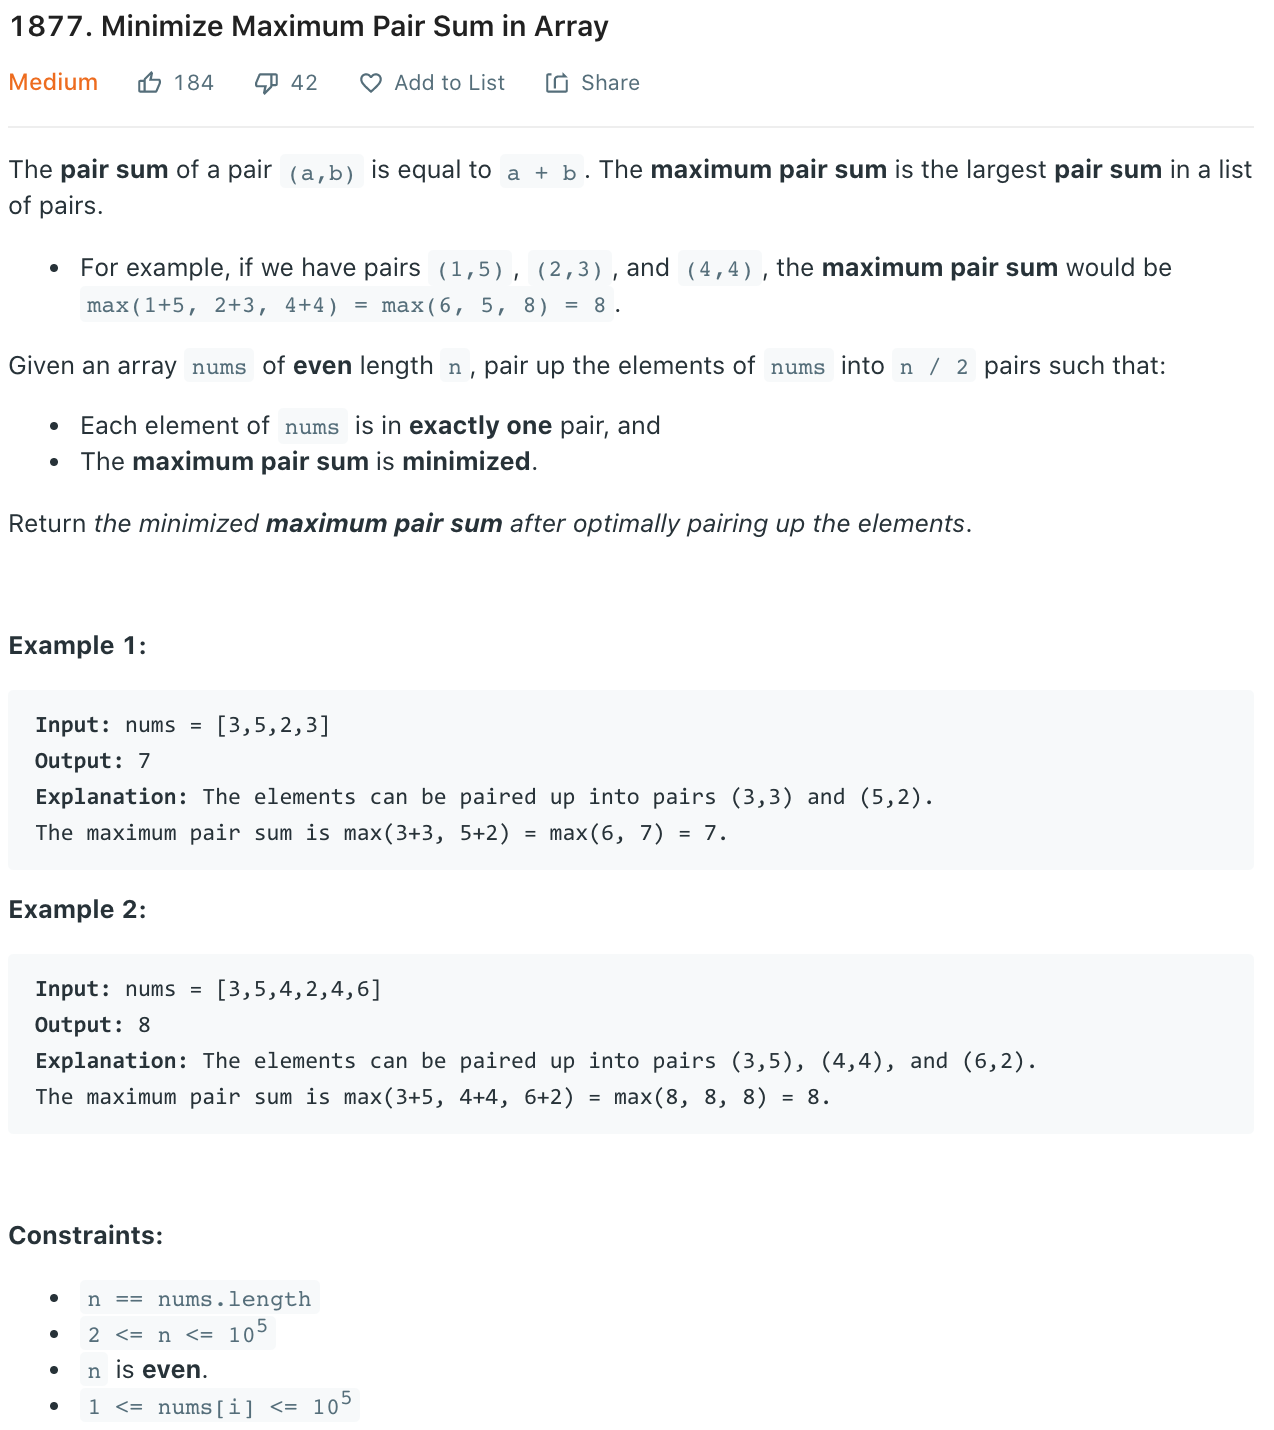 1877. Minimize Maximum Pair Sum in Array
Medium 184 42 Add to List Share
The pair sum of a pair (a,b) is equal to a + b. The maximum pair sum is the largest pair sum in a list
of pairs.
• For example, if we have pairs (1,5), (2,3), and (4,4), the maximum pair sum would be
max(1+5, 2+3, 4+4) = max(6, 5, 8) = 8.
Given an array nums of even length n, pair up the elements of nums into n / 2 pairs such that:
• Each element of nums is in exactly one pair, and
• The maximum pair sum is minimized.
Return the minimized maximum pair sum after optimally pairing up the elements.
Example 1:
Input: nums = [3,5,2,3]
Output: 7
Explanation: The elements can be paired up into pairs (3,3) and (5,2).
The maximum pair sum is max(3+3, 5+2) = max(6, 7) = 7.
Example 2:
Input: nums = [3,5,4,2,4,6]
Output: 8
Explanation: The elements can be paired up into pairs (3,5), (4,4), and (6,2).
The maximum pair sum is max(3+5, 4+4, 6+2) = max(8, 8, 8) = 8.
Constraints:
• n == nums.length
• 2 <= n <= 10⁵
• n is even.
• 1 <= nums[i] <= 10⁵